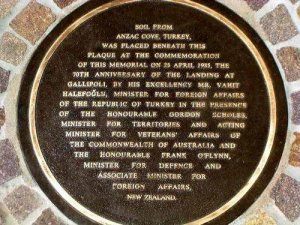 SOIL FROM
ANZAC COVE, TURKEY,
WAS PLACED BENEATH THIS
PLAQUE AT THE COMMEMORATION
OF THIS MEMORIAL ON 25 APRIL 1985, THE
70TH ANNIVERSARY OF THE LANDING AT
GALLIPOLI, BY HIS EXCELLENCY MR. VAHIT
HALEFOĞLU, MINISTER FOR FOREIGN AFFAIRS
OF THE REPUBLIC OF TURKEY IN THE PRESENCE
OF THE HONOURABLE GORDON SCHOLES,
MINISTER FOR TERRITORIES AND ACTING
MINISTER FOR VETERANS' AFFAIRS OF
THE COMMONWEALTH OF AUSTRALIA AND
THE HONOURABLE FRANK O'FLYNN,
MINISTER FOR DEFENCE AND
ASSOCIATE MINISTER FOR
FOREIGN AFFAIRS,
NEW ZEALAND.